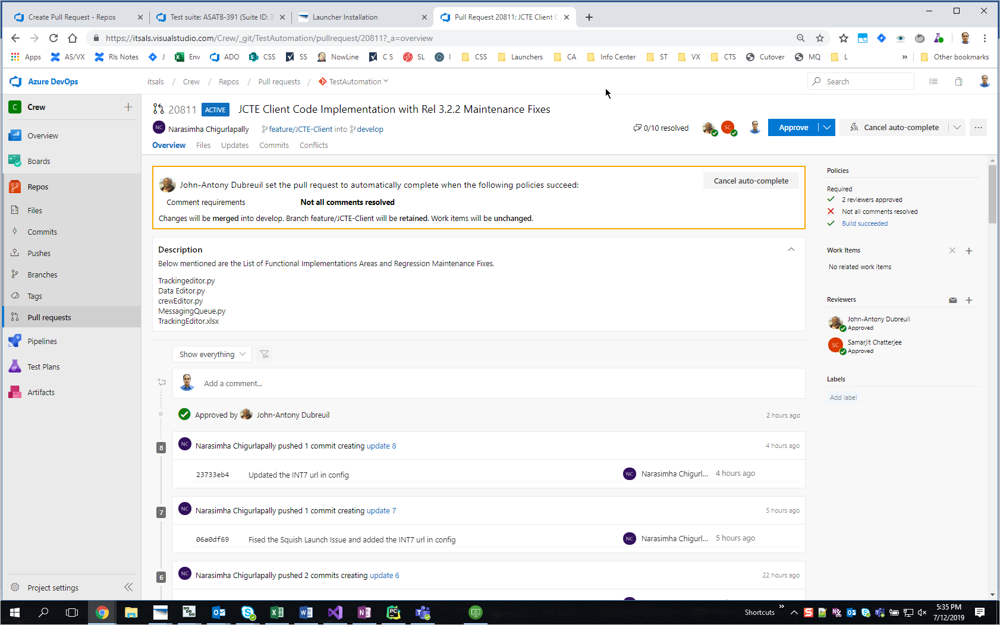 Create Pull Request - Repos
Test suite: ASATB-391 (Suite ID: 3
Launcher Installation
Pull Request 20811: JCTE Client C
https://itsals.visualstudio.com/Crew/_git/TestAutomation/pullrequest/20811?_a=overview
Apps AS/VX RIs Notes J Env ADO CSS SS NowLine C S SL I CSS Launchers CA Info Center ST VX CTS Cutover MQ L » Other bookmarks
Azure DevOps
itsals / Crew / Repos / Pull requests / TestAutomation
Search
C Crew
Overview
Boards
Repos
Files
Commits
Pushes
Branches
Tags
Pull requests
Pipelines
Test Plans
Artifacts
Project settings
20811 ACTIVE JCTE Client Code Implementation with Rel 3.2.2 Maintenance Fixes
NC Narasimha Chigurlapally feature/JCTE-Client into develop
0/10 resolved
SC
Approve
Cancel auto-complete
...
Overview Files Updates Commits Conflicts
John-Antony Dubreuil set the pull request to automatically complete when the following policies succeed:
Cancel auto-complete
Comment requirements Not all comments resolved
Changes will be merged into develop. Branch feature/JCTE-Client will be retained. Work items will be unchanged.
Description
Below mentioned are the List of Functional Implementations Areas and Regression Maintenance Fixes.
Trackingeditor.py
Data Editor.py
crewEditor.py
MessagingQueue.py
TrackingEditor.xlsx
Show everything
Add a comment...
Approved by John-Antony Dubreuil 2 hours ago
8 NC Narasimha Chigurlapally pushed 1 commit creating update 8 4 hours ago
23733eb4 Updated the INT7 url in config NC Narasimha Chigurl... 4 hours ago
7 NC Narasimha Chigurlapally pushed 1 commit creating update 7 5 hours ago
06a0df69 Fised the Squish Launch Issue and added the INT7 url in config NC Narasimha Chigurl... 5 hours ago
6 NC Narasimha Chigurlapally pushed 2 commits creating update 6 22 hours ago
Policies
Required
2 reviewers approved
Not all comments resolved
Build succeeded
Work Items
No related work items
Reviewers
John-Antony Dubreuil
Approved
SC Samarjit Chatterjee
Approved
Labels
Add label
Shortcuts »
5:35 PM
7/12/2019